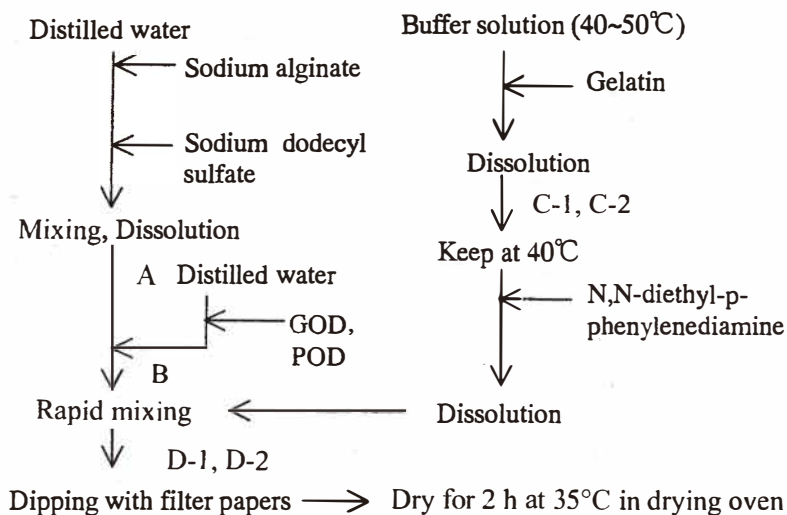 Distilled water
Sodium alginate
Sodium dodecyl
sulfate
Mixing, Dissolution
A
Distilled water
GOD,
POD
B
Rapid mixing
D-1, D-2
Dipping with filter papers
Buffer solution (40~50℃)
Gelatin
Dissolution
C-1, C-2
Keep at 40℃
N,N-diethyl-p-
phenylenediamine
Dissolution
Dry for 2 h at 35°C in drying oven